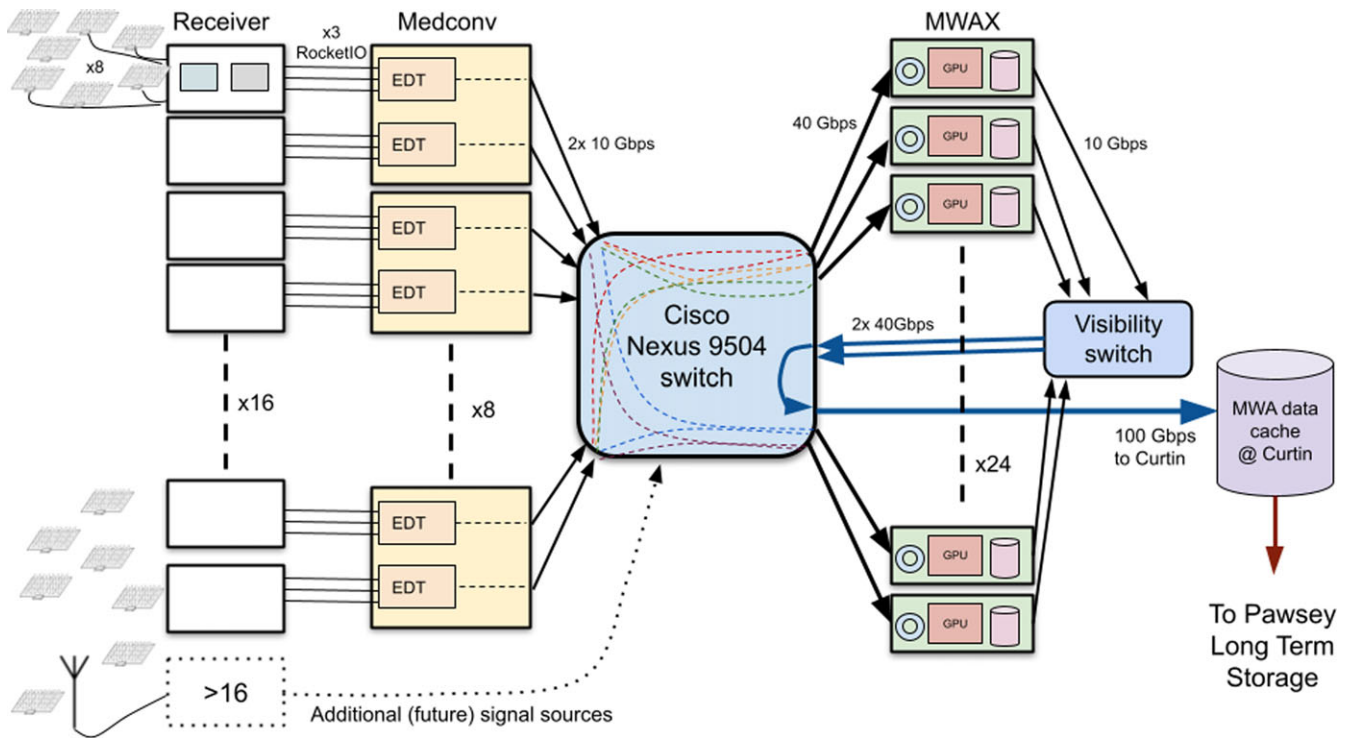 Receiver
x3
RocketIO
Medconv
MWAX
x8
EDT
EDT
EDT
EDT
2x 10 Gbps
40 Gbps
GPU
GPU
GPU
10 Gbps
Cisco
Nexus 9504
switch
2x 40Gbps
Visibility
switch
x16
x8
x24
100 Gbps
to Curtin
MWA data
cache
@ Curtin
EDT
EDT
GPU
GPU
To Pawsey
Long Term
Storage
>16
Additional (future) signal sources